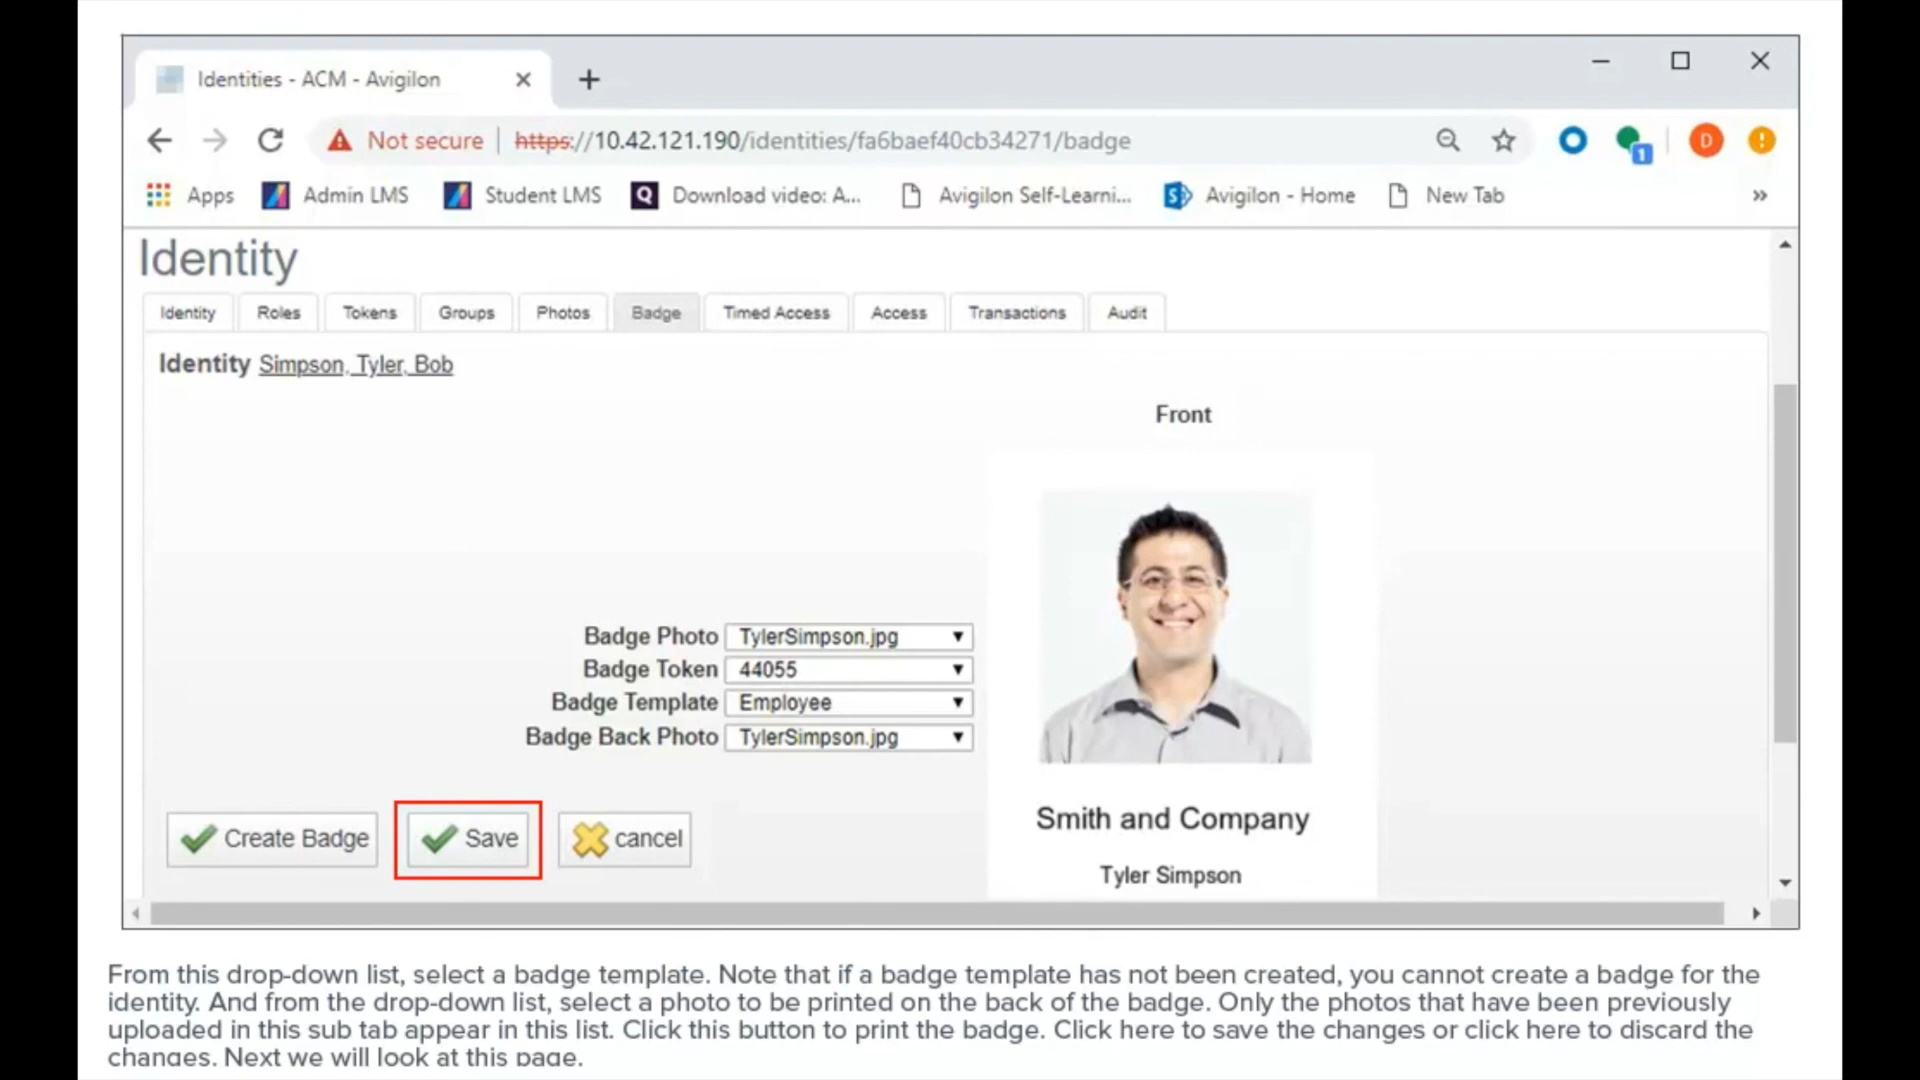 Identities - ACM - Avigilon
Not secure | https://10.42.121.190/identities/fa6baef40cb34271/badge
D
1
Apps Admin LMS Student LMS Q Download video: A... Avigilon Self-Learni... S Avigilon - Home New Tab »
Identity
Identity Roles Tokens Groups Photos Badge Timed Access Access Transactions Audit
Identity Simpson, Tyler, Bob
Front
Badge Photo TylerSimpson.jpg
Badge Token 44055
Badge Template Employee
Badge Back Photo TylerSimpson.jpg
Create Badge Save cancel
Smith and Company
Tyler Simpson
From this drop-down list, select a badge template. Note that if a badge template has not been created, you cannot create a badge for the
identity. And from the drop-down list, select a photo to be printed on the back of the badge. Only the photos that have been previously
uploaded in this sub tab appear in this list. Click this button to print the badge. Click here to save the changes or click here to discard the
changes. Next we will look at this page.